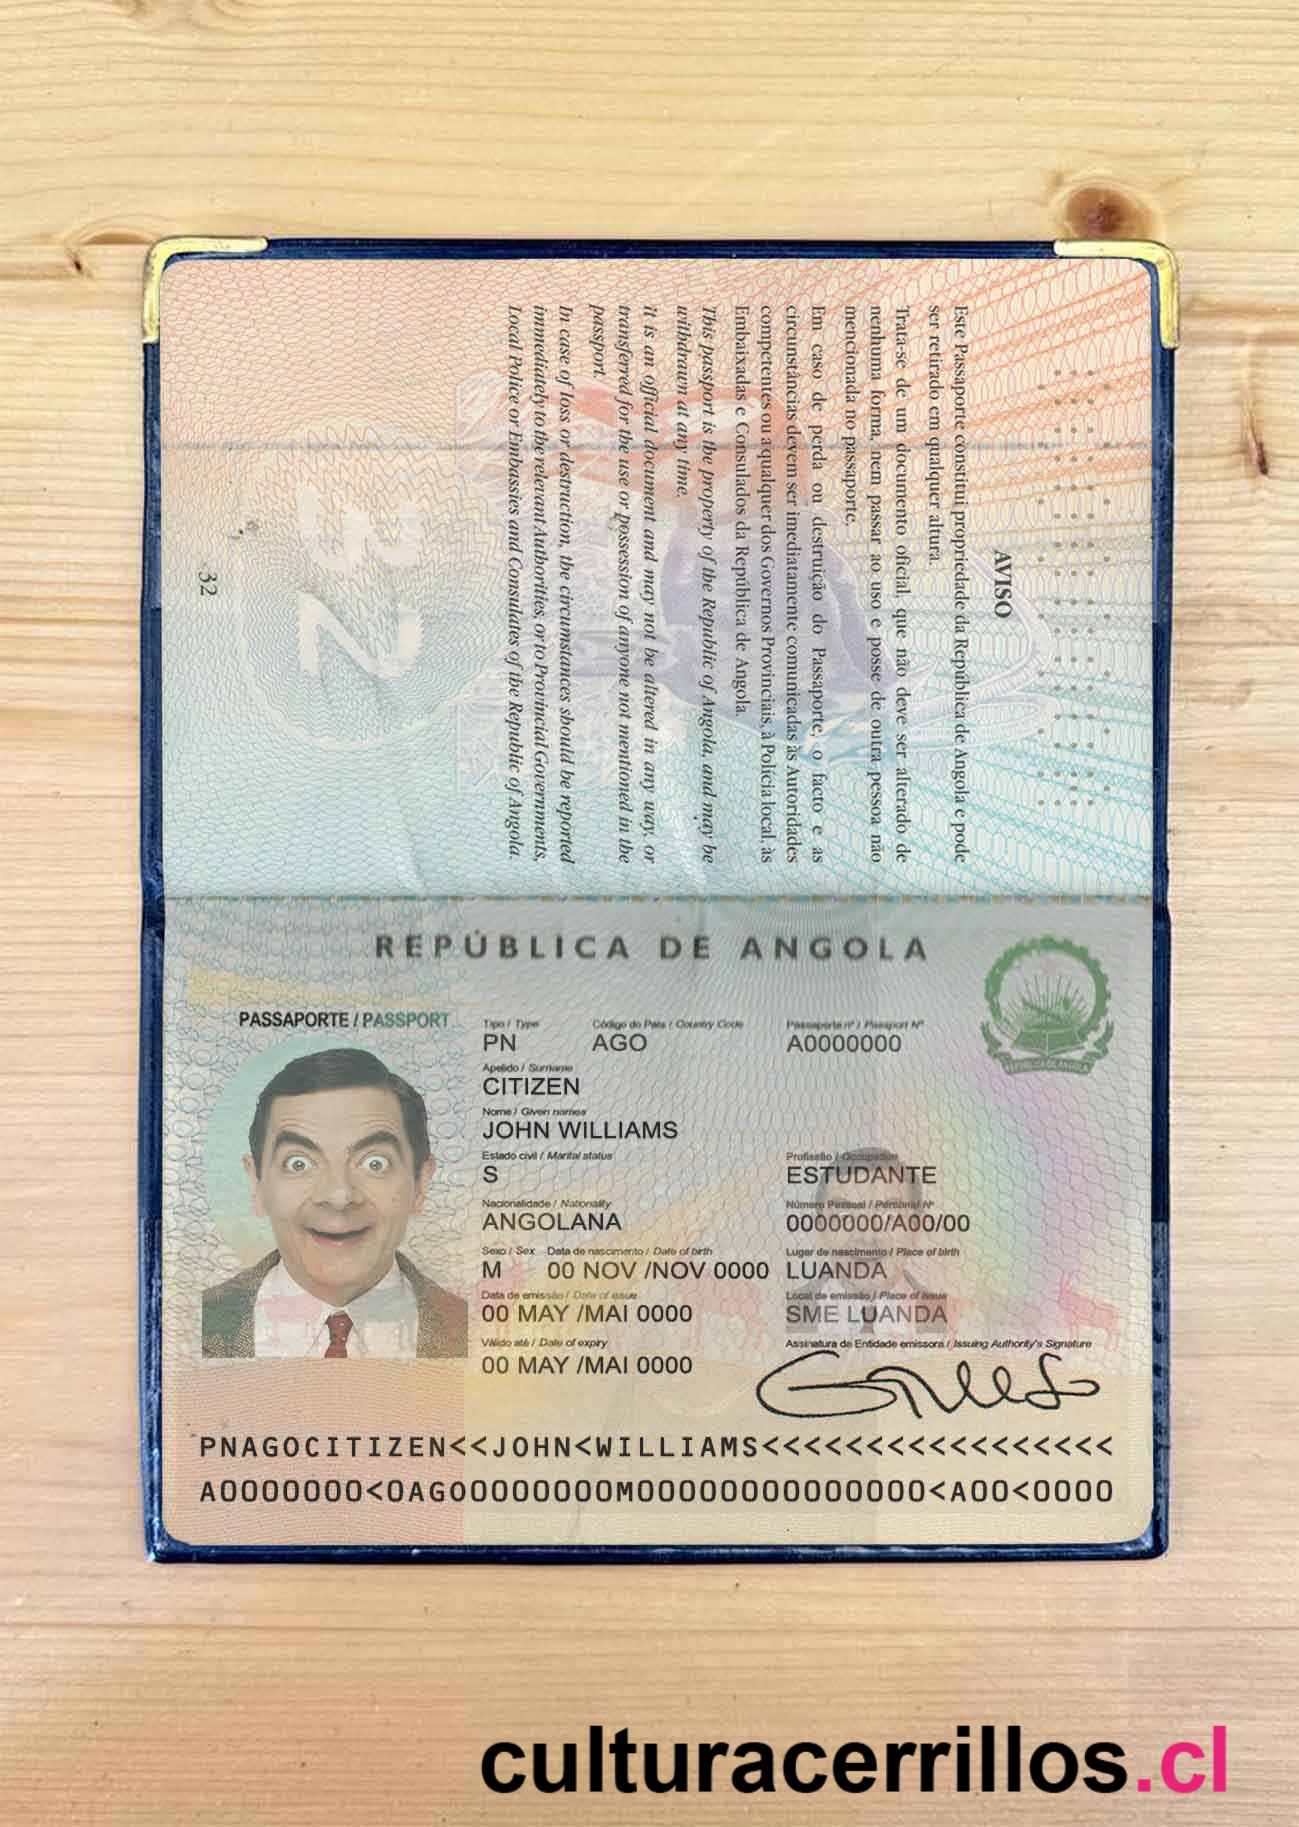 AVISO
Este Passaporte constitui propriedade da República de Angola e pode
ser retirado em qualquer altura.
Trata-se de um documento oficial, que não deve ser alterado de
nenhuma forma, nem passar ao uso e posse de outra pessoa não
mencionada no passaporte.
Em caso de perda ou destruição do Passaporte, o facto e as
circunstâncias devem ser imediatamente comunicadas às Autoridades
competentes ou a qualquer dos Governos Provinciais, à Polícia local, às
Embaixadas e Consulados da República de Angola.
This passport is the property of the Republic of Angola, and may be
withdrawn at any time.
it is an official document and may not be altered in any way, or
transferred for the use or possession of anyone not mentioned in the
passport.
In case of loss or destruction, the circumstances should be reported
immediately to the relevant Authorities, or to Provincial Governments,
Local Police or Embassies and Consulates of the Republic of Angola.
32
32
REPÚBLICA DE ANGOLA
PASSAPORTE / PASSPORT
Tipo / Type Código do País / Country Code Passaporte nº / Passport Nº
PN AGO A0000000
Apelido / Surname
CITIZEN
Nome / Given names
JOHN WILLIAMS
Estado civil / Marital status Profissão / Occupation
S ESTUDANTE
Nacionalidade / Nationality Número Pessoal / Personal Nº
ANGOLANA 0000000/A00/00
Sexo / Sex Data de nascimento / Date of birth Lugar de nascimento / Place of birth
M 00 NOV /NOV 0000 LUANDA
Data de emissão / Date of issue Local de emissão / Place of issue
00 MAY /MAI 0000 SME LUANDA
Válido até / Date of expiry Assinatura da Entidade emissora / Issuing Authority's Signature
00 MAY /MAI 0000
PNAGOCITIZEN<<JOHN<WILLIAMS<<<<<<<<<<<<<<<<<
A0000000<0AGO0000000M00000000000000<A00<0000
culturacerrillos.cl